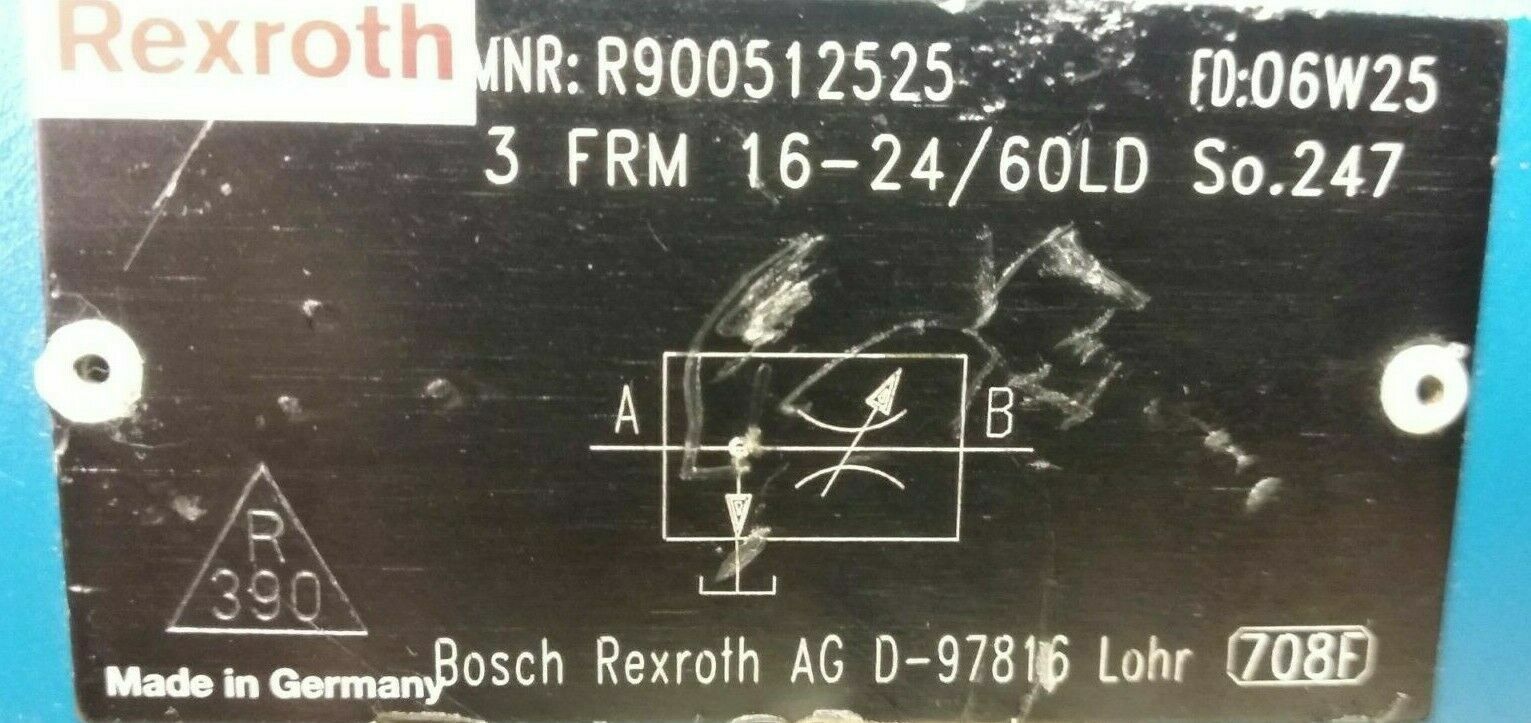 Rexroth MNR: R900512525 FD:06W25
3 FRM 16-24/60LD So.247
A B
R
390
Made in Germany Bosch Rexroth AG D-97816 Lohr 708F